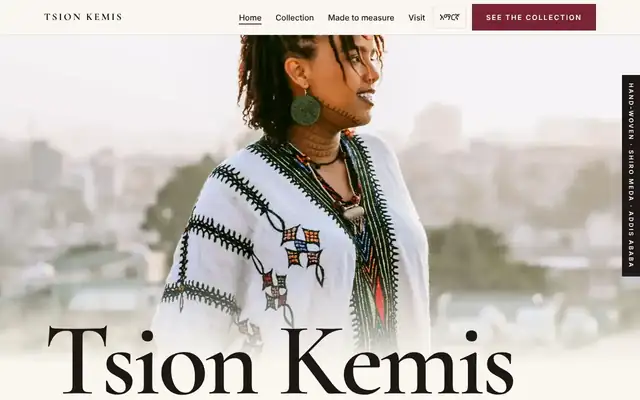 TSION KEMIS
Home
Collection
Made to measure
Visit
አማርኛ
SEE THE COLLECTION
HAND-WOVEN · SHIRO MEDA · ADDIS ABABA
Tsion Kemis